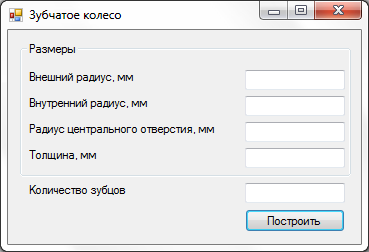 Зубчатое колесо
Размеры
Внешний радиус, мм
Внутренний радиус, мм
Радиус центрального отверстия, мм
Толщина, мм
Количество зубцов
Построить